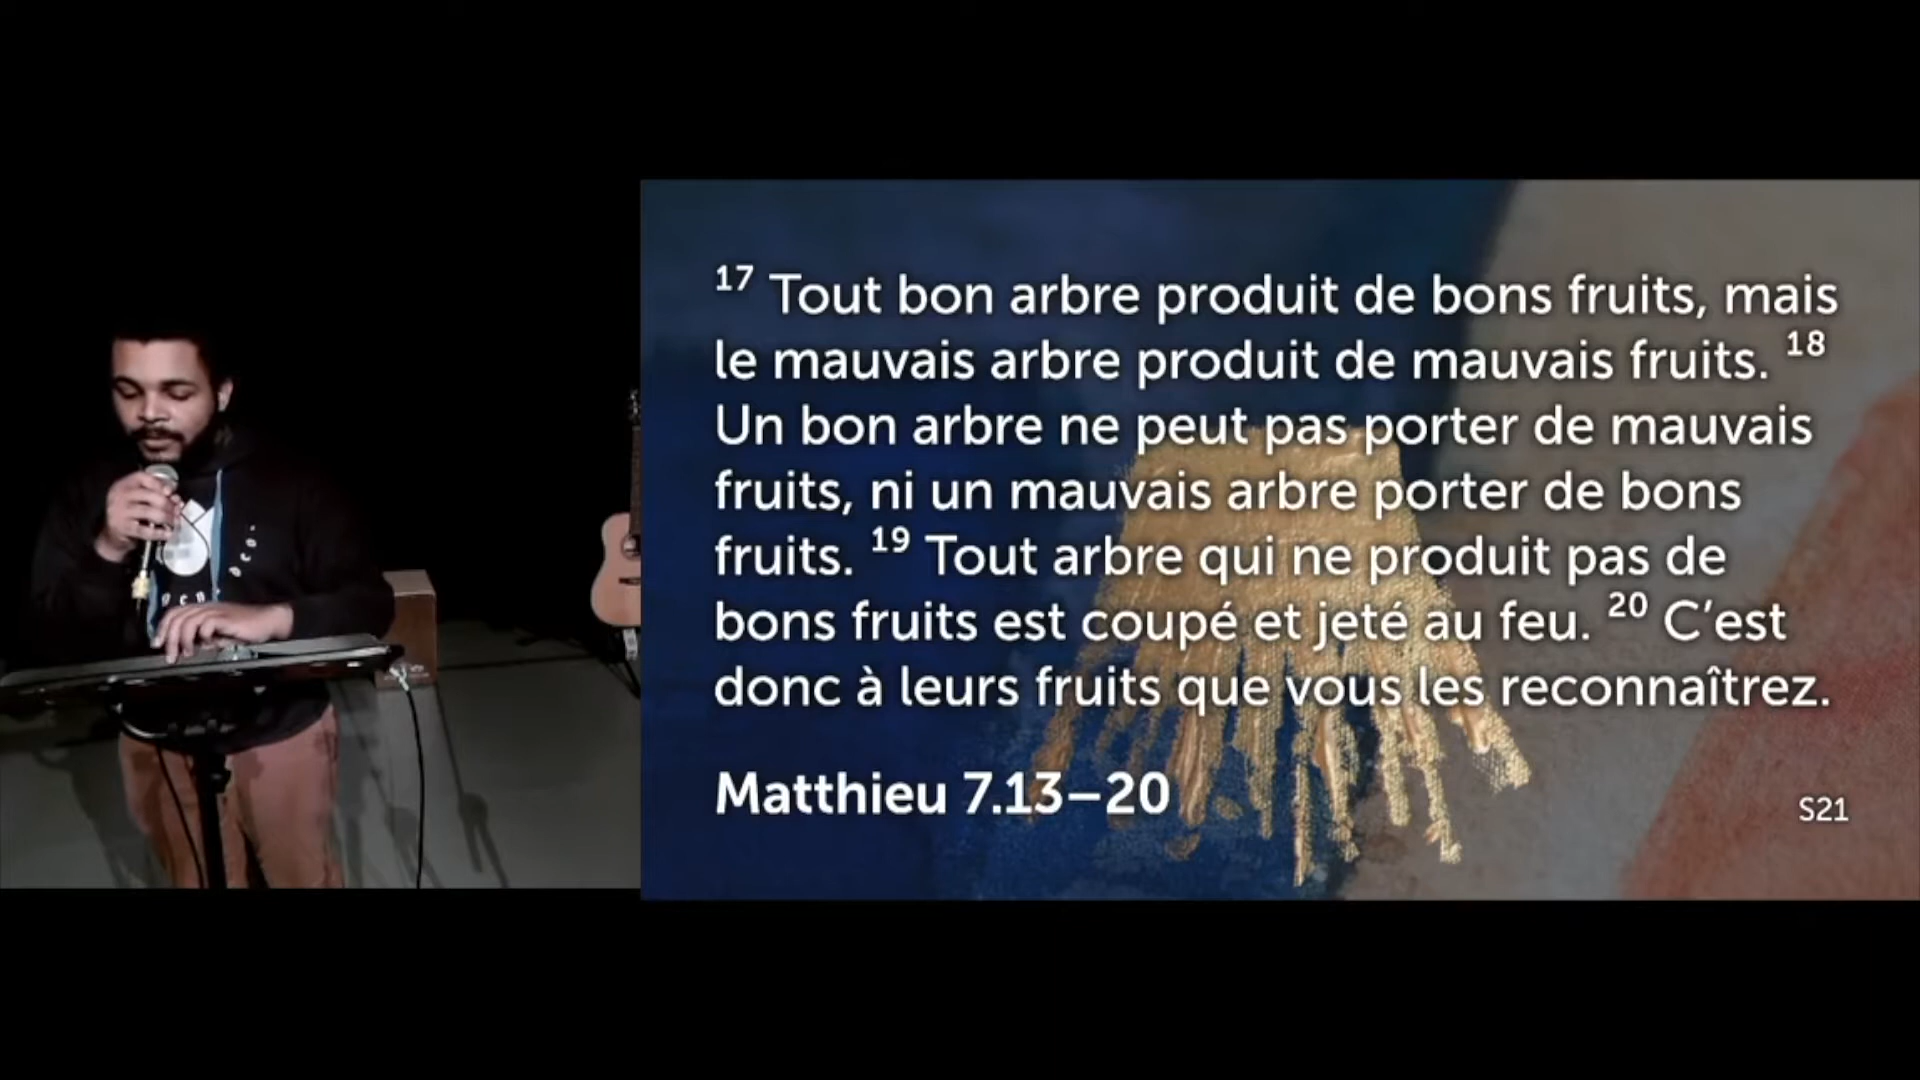 17 Tout bon arbre produit de bons fruits, mais
le mauvais arbre produit de mauvais fruits. 18
Un bon arbre ne peut pas porter de mauvais
fruits, ni un mauvais arbre porter de bons
fruits. 19 Tout arbre qui ne produit pas de
bons fruits est coupé et jeté au feu. 20 C’est
donc à leurs fruits que vous les reconnaîtrez.
Matthieu 7.13–20
S21